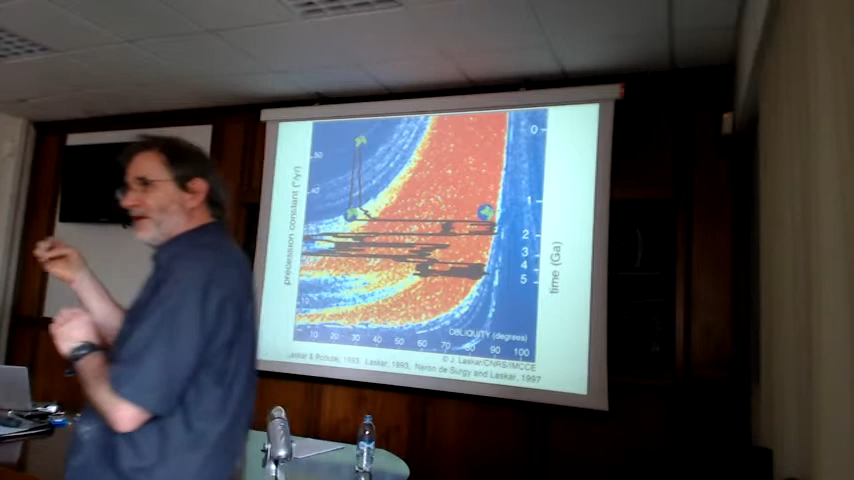 precession constant ("/yr)
50
40
10
0
1
2
3
4
5
time (Ga)
OBLIQUITY (degrees)
10 20 30 40 50 60 70 80 90 100
© J. Laskar/CNRS/IMCCE
Laskar & Robutel, 1993, Laskar, 1993, Néron de Surgy and Laskar, 1997